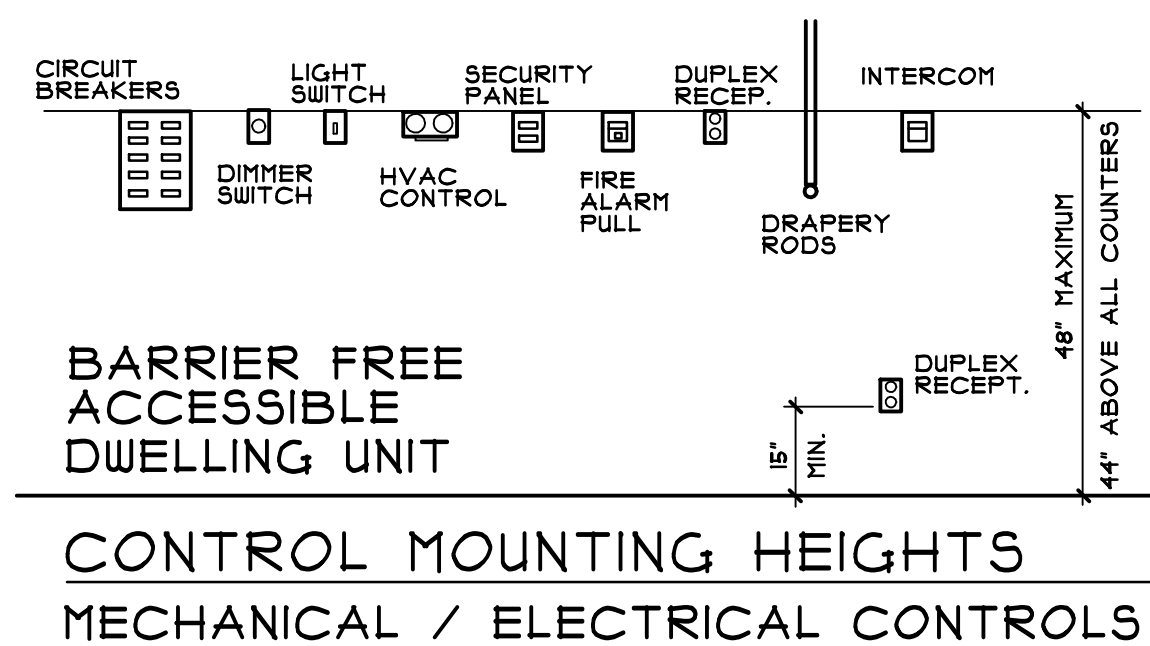 CIRCUIT
BREAKERS
LIGHT
SWITCH
SECURITY
PANEL
DUPLEX
RECEP.
INTERCOM
DIMMER
SWITCH
HVAC
CONTROL
FIRE
ALARM
PULL
DRAPERY
RODS
48" MAXIMUM
44" ABOVE ALL COUNTERS
BARRIER FREE
ACCESSIBLE
DWELLING UNIT
DUPLEX
RECEPT.
15"
MIN.
CONTROL MOUNTING HEIGHTS
MECHANICAL / ELECTRICAL CONTROLS